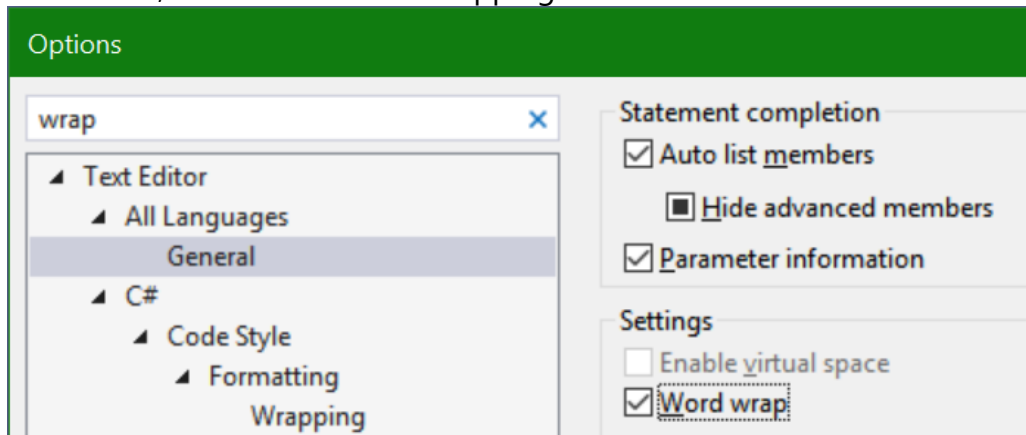 Options
wrap
Text Editor
All Languages
General
C#
Code Style
Formatting
Wrapping
Statement completion
Auto list members
Hide advanced members
Parameter information
Settings
Enable virtual space
Word wrap